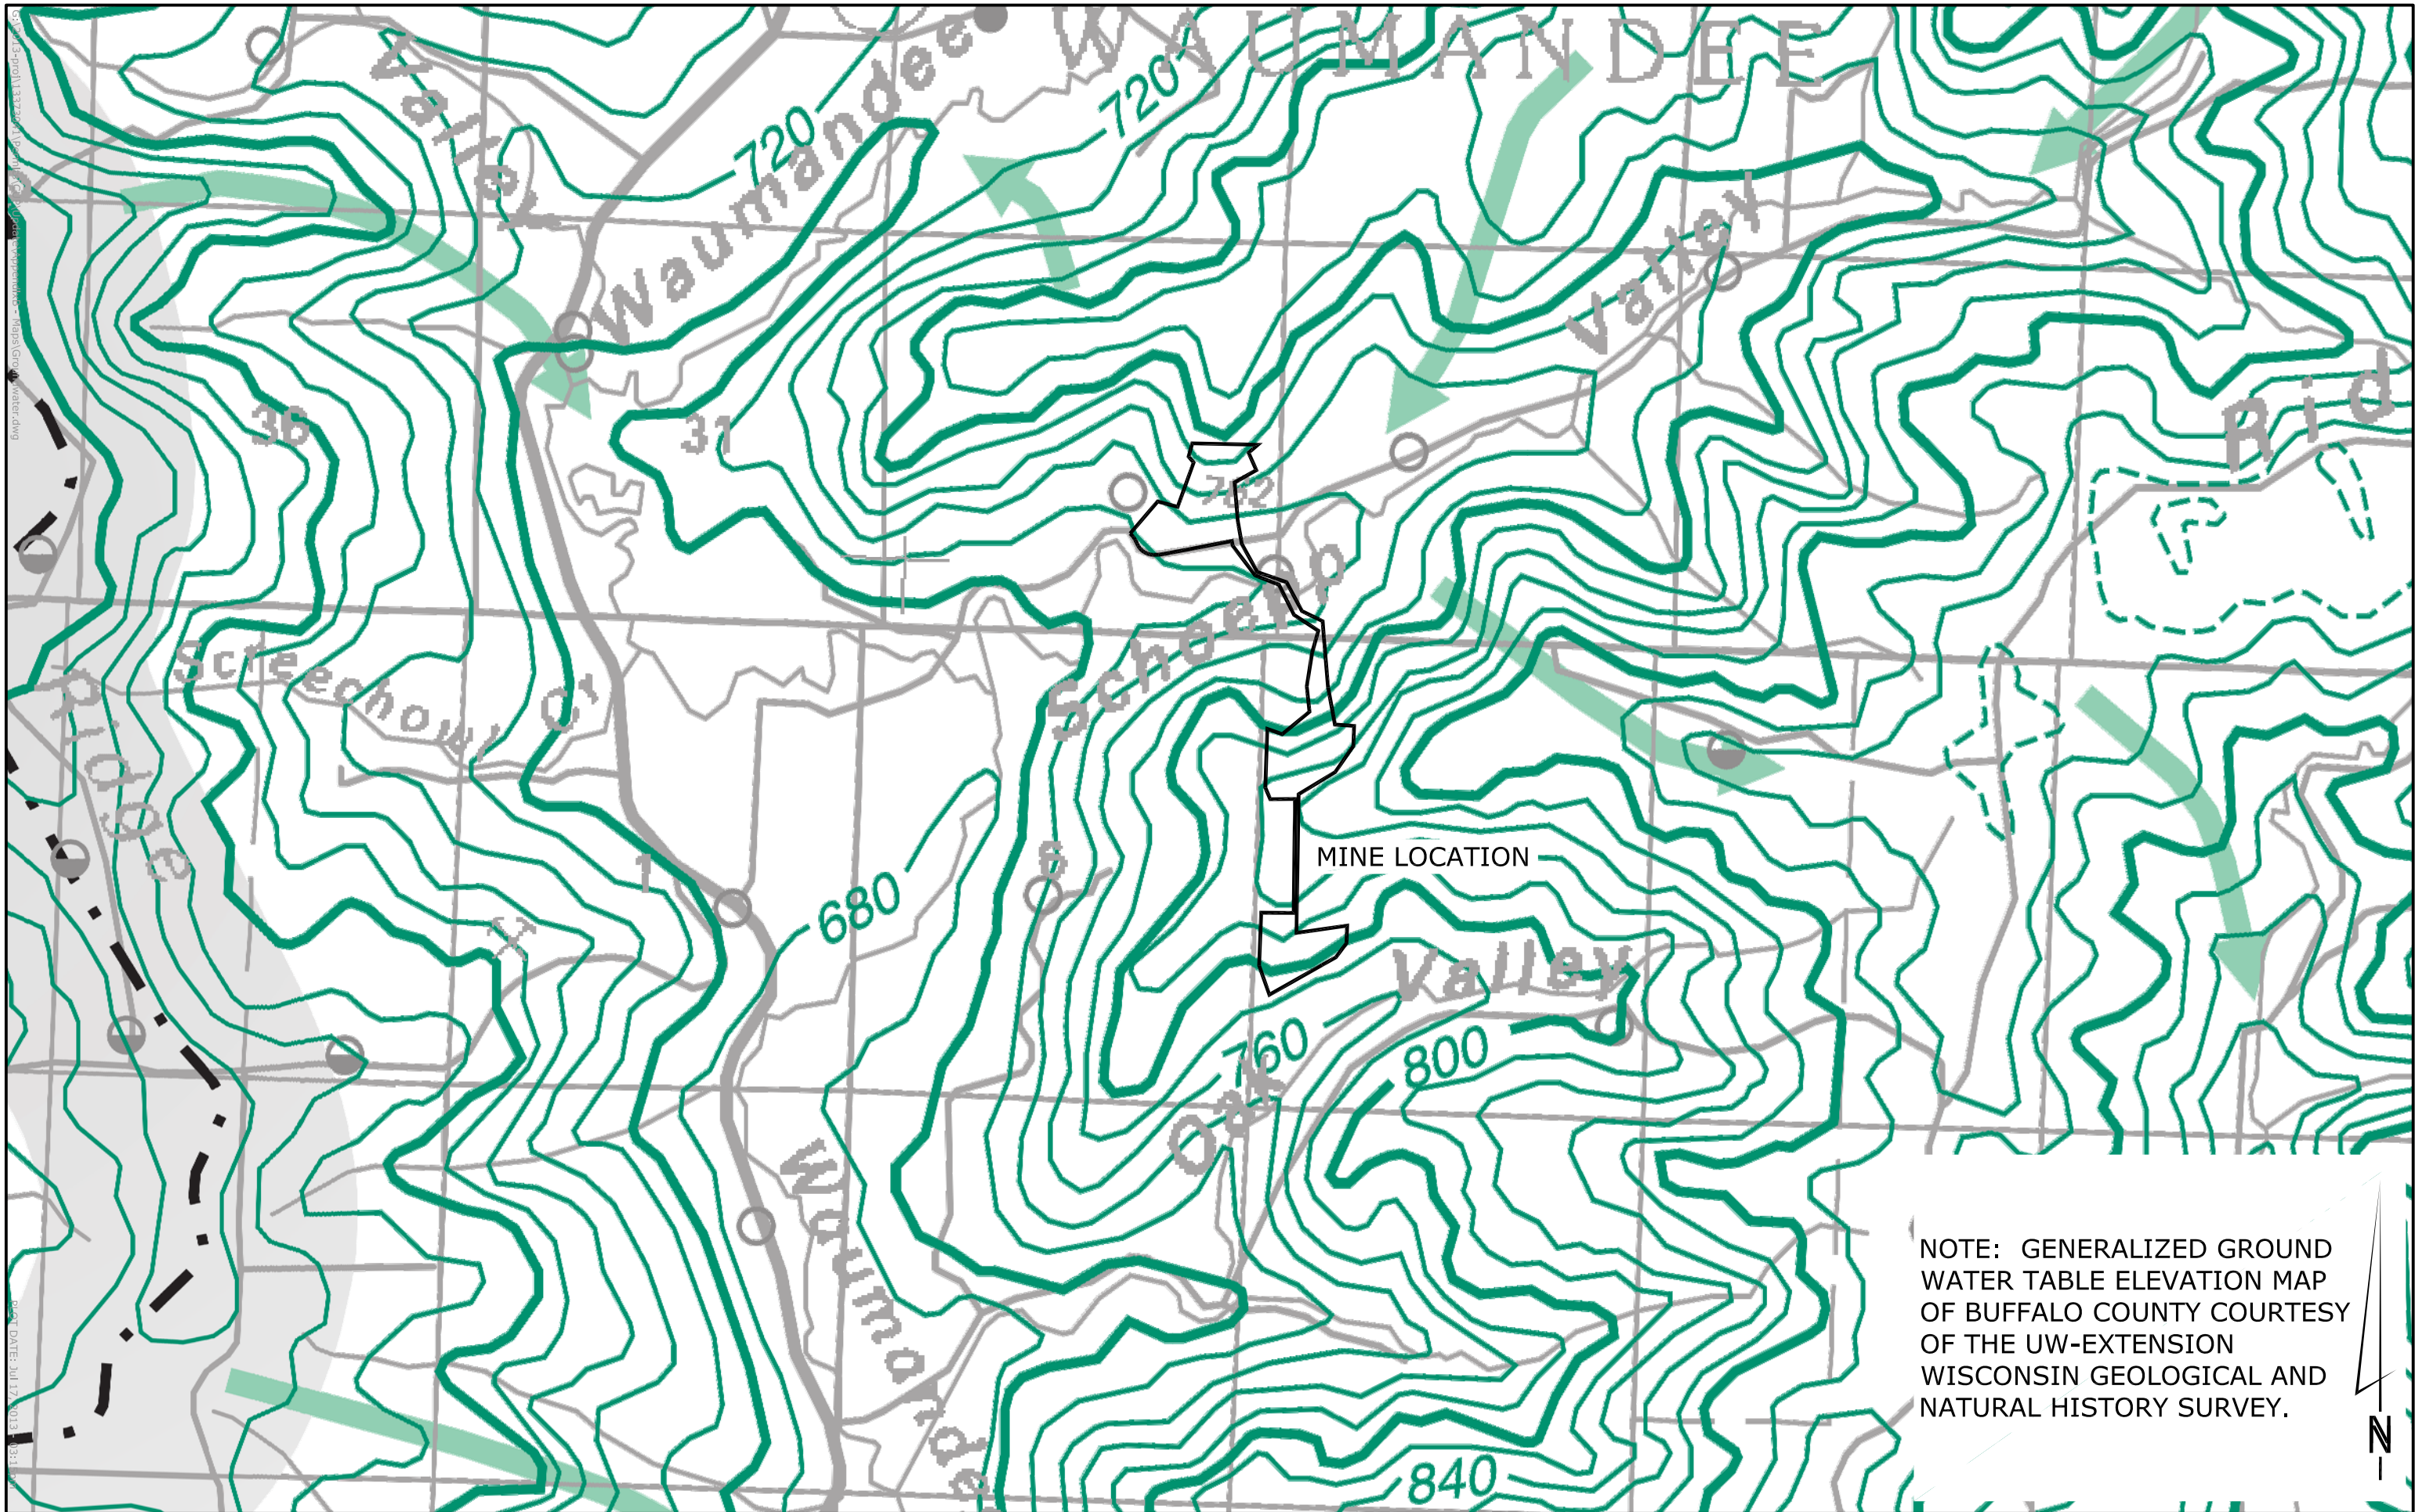 WAUMANDEE
Valley
Waumandee
720
720
Valley
36
31
Rid
702
Schoepp
Screechowl Cr
Ridge
1
6
680
MINE LOCATION
Valley
760
Oak
800
840
NOTE: GENERALIZED GROUND
WATER TABLE ELEVATION MAP
OF BUFFALO COUNTY COURTESY
OF THE UW-EXTENSION
WISCONSIN GEOLOGICAL AND
NATURAL HISTORY SURVEY.
N